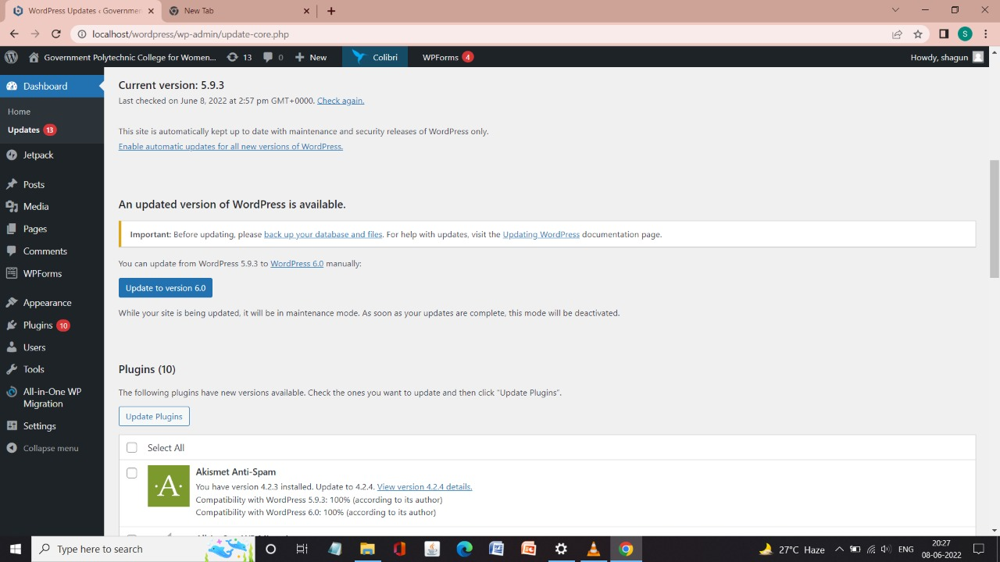 WordPress Updates ‹ Governmen
New Tab
localhost/wordpress/wp-admin/update-core.php
S
Government Polytechnic College for Women...
13
0
New
Colibri
WPForms 4
Howdy, shagun
Dashboard
Home
Updates 13
Jetpack
Posts
Media
Pages
Comments
WPForms
Appearance
Plugins 10
Users
Tools
All-in-One WP
Migration
Settings
Collapse menu
Current version: 5.9.3
Last checked on June 8, 2022 at 2:57 pm GMT+0000. Check again.
This site is automatically kept up to date with maintenance and security releases of WordPress only.
Enable automatic updates for all new versions of WordPress.
An updated version of WordPress is available.
Important: Before updating, please back up your database and files. For help with updates, visit the Updating WordPress documentation page.
You can update from WordPress 5.9.3 to WordPress 6.0 manually:
Update to version 6.0
While your site is being updated, it will be in maintenance mode. As soon as your updates are complete, this mode will be deactivated.
Plugins (10)
The following plugins have new versions available. Check the ones you want to update and then click “Update Plugins”.
Update Plugins
Select All
·A·
Akismet Anti-Spam
You have version 4.2.3 installed. Update to 4.2.4. View version 4.2.4 details.
Compatibility with WordPress 5.9.3: 100% (according to its author)
Compatibility with WordPress 6.0: 100% (according to its author)
Type here to search
27°C Haze
ENG
20:27
08-06-2022